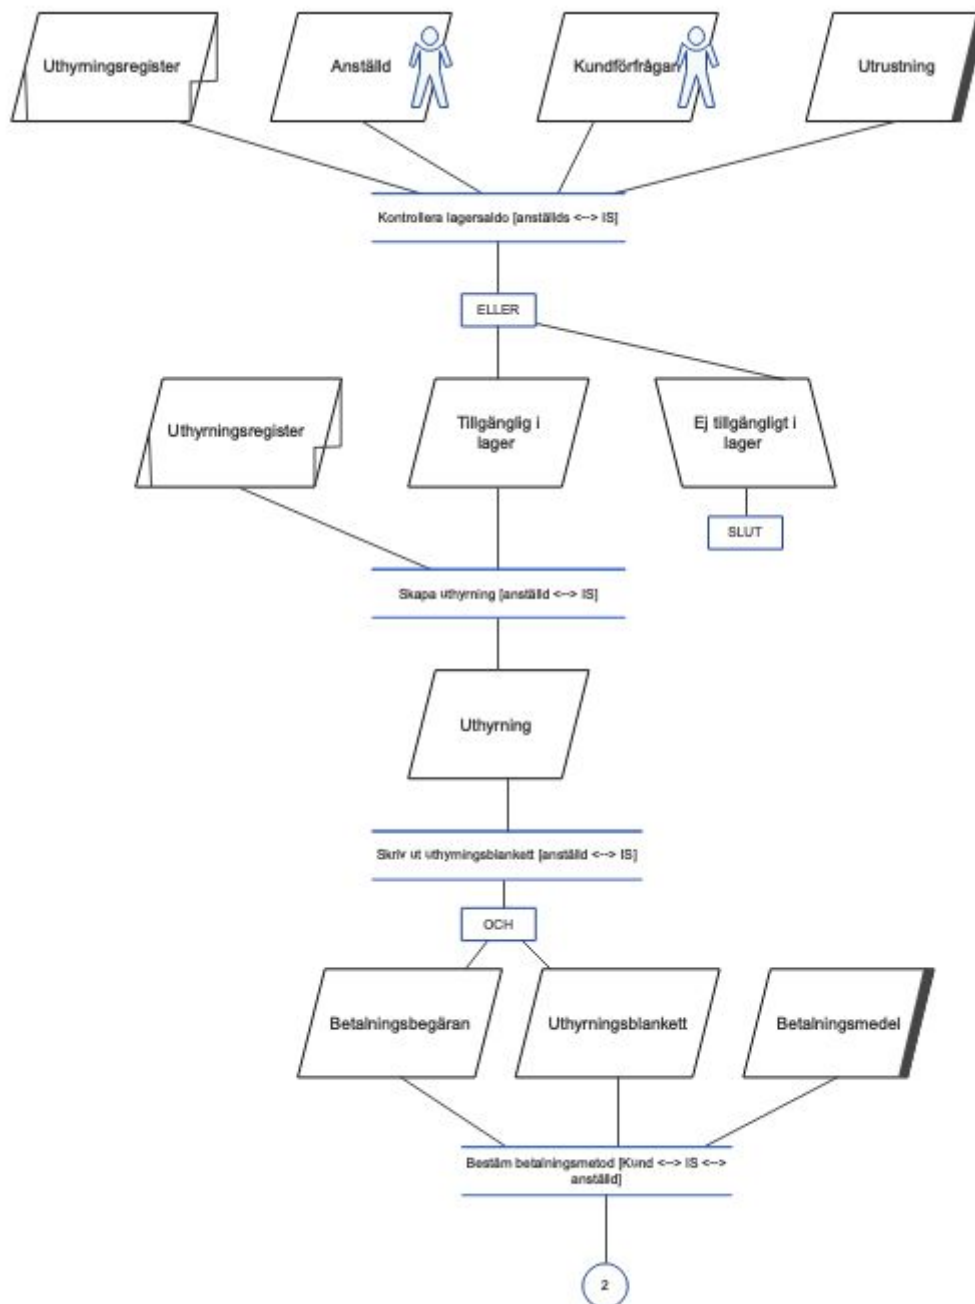 Uthyrningsregister
Anställd
Kundförfrågan
Utrustning
Kontrollera lagersaldo [anställds <--> IS]
ELLER
Uthyrningsregister
Tillgänglig i
lager
Ej tillgängligt i
lager
SLUT
Skapa uthyrning [anställd <--> IS]
Uthyrning
Skriv ut uthyrningsblankett [anställd <--> IS]
OCH
Betalningsbegäran
Uthyrningsblankett
Betalningsmedel
Bestäm betalningsmetod [Kund <--> IS <-->
anställd]
2